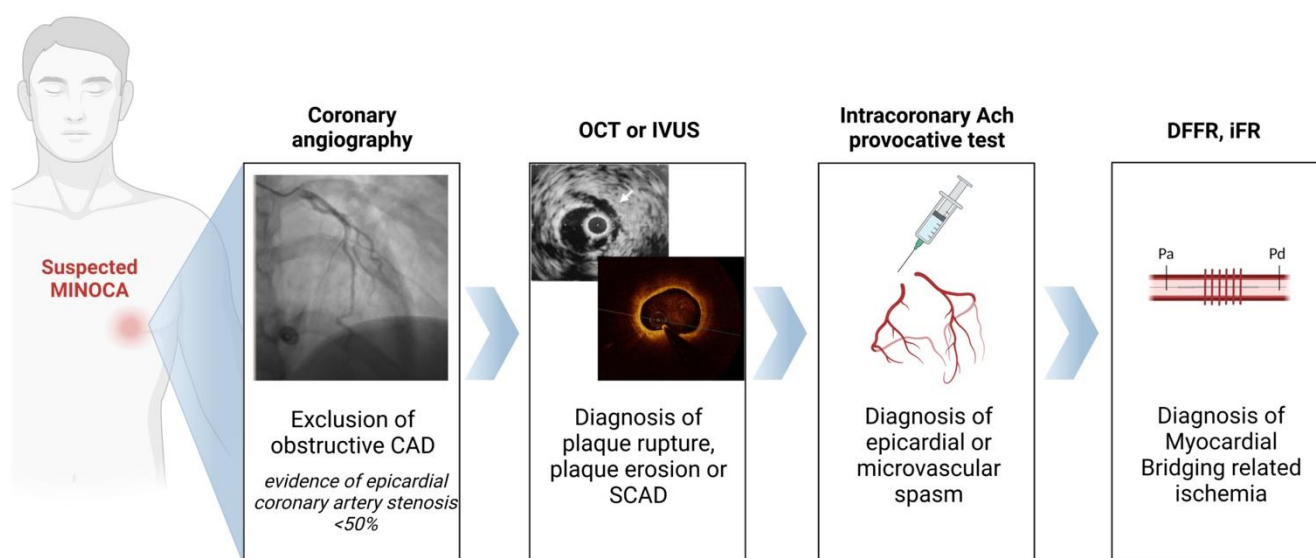 Suspected
MINOCA
Coronary
angiography
Exclusion of
obstructive CAD
evidence of epicardial
coronary artery stenosis
<50%
OCT or IVUS
Diagnosis of
plaque rupture,
plaque erosion or
SCAD
Intracoronary Ach
provocative test
Diagnosis of
epicardial or
microvascular
spasm
DFFR, iFR
Pa
Pd
Diagnosis of
Myocardial
Bridging related
ischemia